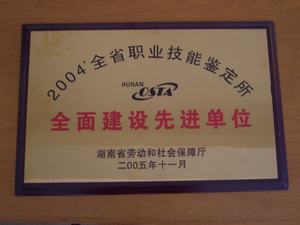 2004'全省职业技能鉴定所
HUNAN
OSTA
全面建设先进单位
湖南省劳动和社会保障厅
二00五年十一月